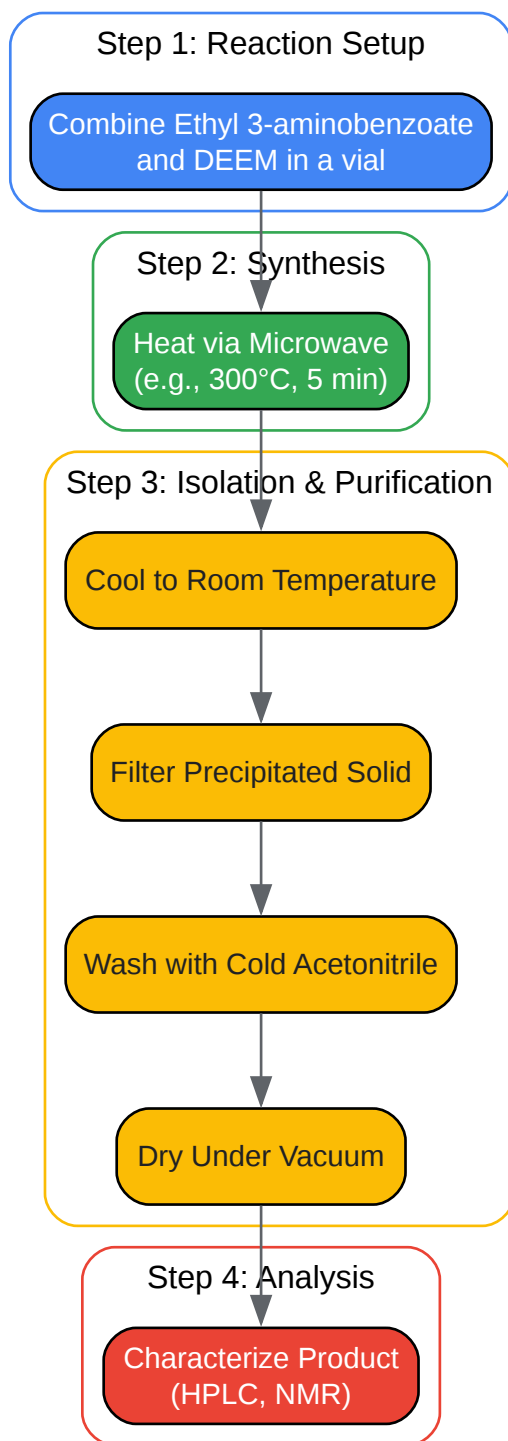 Step 1: Reaction Setup
Combine Ethyl 3-aminobenzoate
and DEEM in a vial
Step 2: Synthesis
Heat via Microwave
(e.g., 300°C, 5 min)
Step 3: Isolation & Purification
Cool to Room Temperature
Filter Precipitated Solid
Wash with Cold Acetonitrile
Dry Under Vacuum
Step 4: Analysis
Characterize Product
(HPLC, NMR)